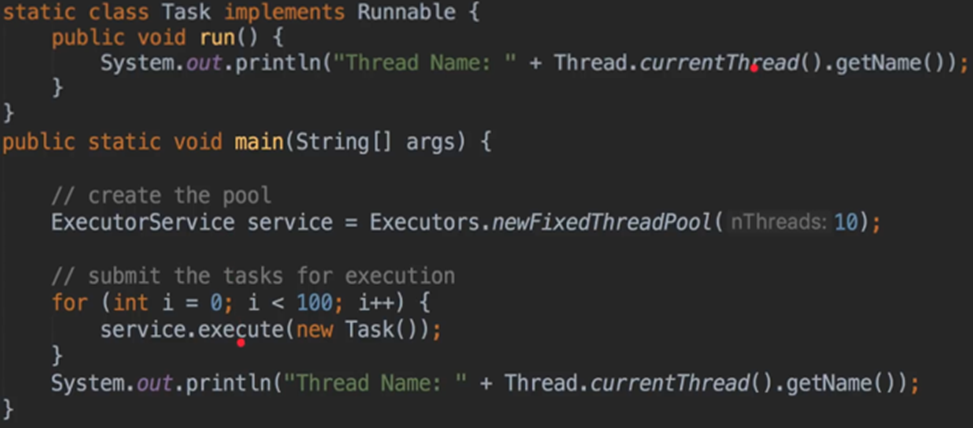 static class Task implements Runnable {
    public void run() {
        System.out.println("Thread Name: " + Thread.currentThread().getName());
    }
}
public static void main(String[] args) {
    // create the pool
    ExecutorService service = Executors.newFixedThreadPool( nThreads: 10);
    // submit the tasks for execution
    for (int i = 0; i < 100; i++) {
        service.execute(new Task());
    }
    System.out.println("Thread Name: " + Thread.currentThread().getName());
}